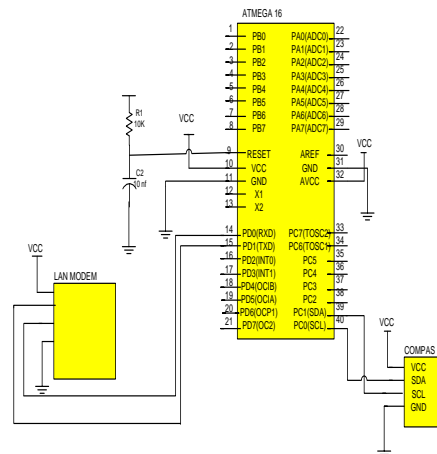 ATMEGA 16
1 PB0 PA0(ADC0) 22
2 PB1 PA1(ADC1) 23
3 PB2 PA2(ADC2) 24
4 PB3 PA3(ADC3) 25
5 PB4 PA4(ADC4) 26
6 PB5 PA5(ADC5) 27
7 PB6 PA6(ADC6) 28
8 PB7 PA7(ADC7) 29
R1
10K
VCC
9 RESET AREF 30
10 VCC GND 31
11 GND AVCC 32
12 X1
13 X2
VCC
C2
10 nf
14 PD0(RXD) PC7(TOSC2) 33
15 PD1(TXD) PC6(TOSC1) 34
16 PD2(INT0) PC5 35
17 PD3(INT1) PC4 36
18 PD4(OCIB) PC3 37
19 PD5(OCIA) PC2 38
20 PD6(OCP1) PC1(SDA) 39
21 PD7(OC2) PC0(SCL) 40
VCC
LAN MODEM
VCC
COMPAS
VCC
SDA
SCL
GND